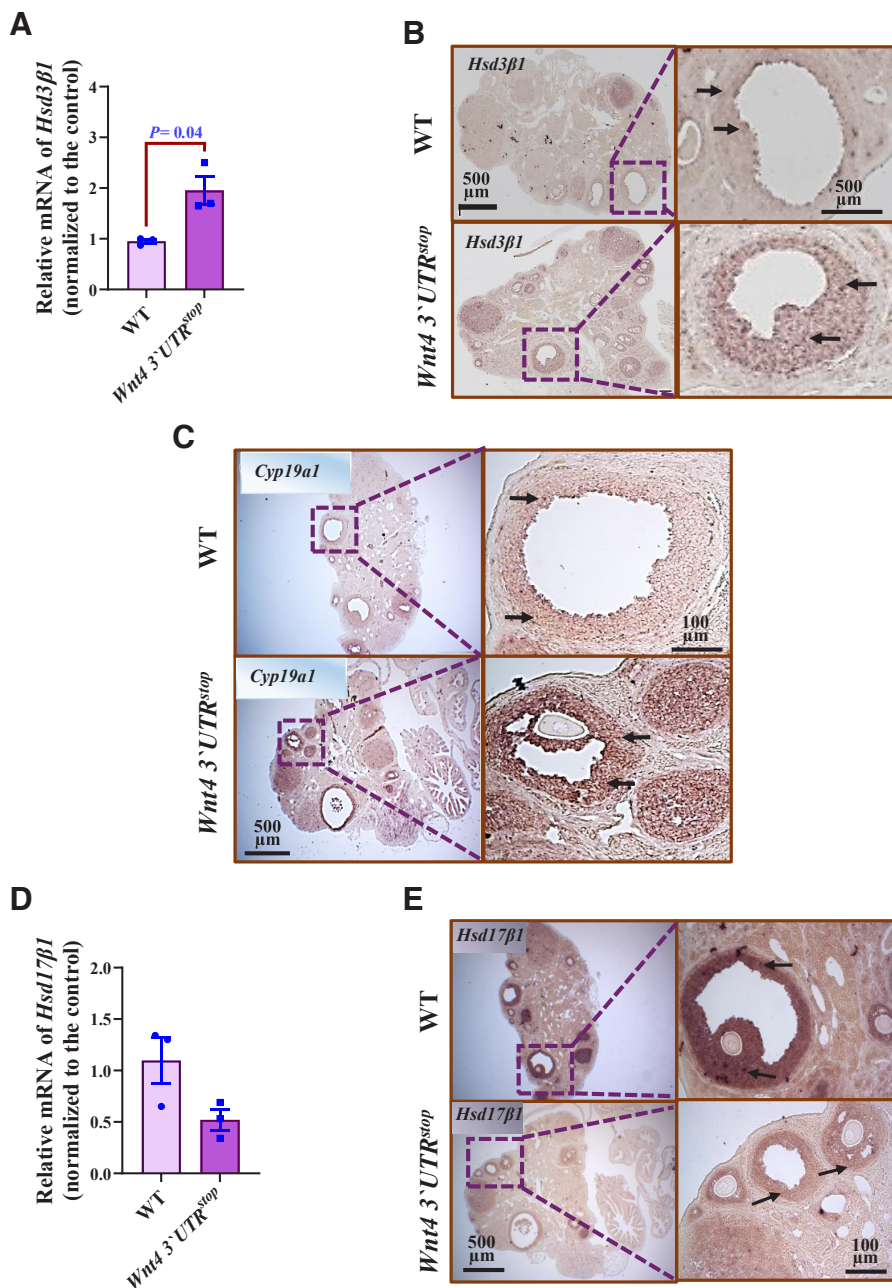 A
Relative mRNA of Hsd3β1
(normalized to the control)
4
3
2
1
0
P= 0.04
WT
Wnt4 3`UTRstop
B
WT
Hsd3β1
500
µm
500
µm
Wnt4 3`UTRstop
Hsd3β1
C
WT
Cyp19a1
100
µm
Wnt4 3`UTRstop
Cyp19a1
500
µm
D
Relative mRNA of Hsd17β1
(normalized to the control)
2.0
1.5
1.0
0.5
0.0
WT
Wnt4 3`UTRstop
E
WT
Hsd17β1
Wnt4 3`UTRstop
Hsd17β1
500
µm
100
µm